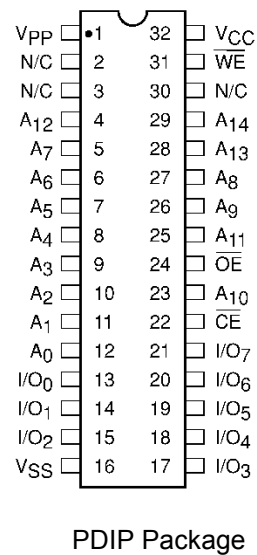 VPP •1 32 VCC
N/C 2 31 W̅E̅
N/C 3 30 N/C
A12 4 29 A14
A7 5 28 A13
A6 6 27 A8
A5 7 26 A9
A4 8 25 A11
A3 9 24 O̅E̅
A2 10 23 A10
A1 11 22 C̅E̅
A0 12 21 I/O7
I/O0 13 20 I/O6
I/O1 14 19 I/O5
I/O2 15 18 I/O4
VSS 16 17 I/O3
PDIP Package